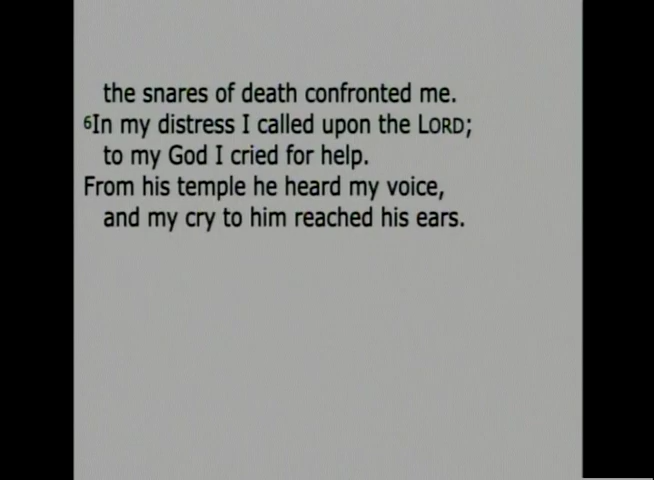 the snares of death confronted me.
6In my distress I called upon the LORD;
to my God I cried for help.
From his temple he heard my voice,
and my cry to him reached his ears.